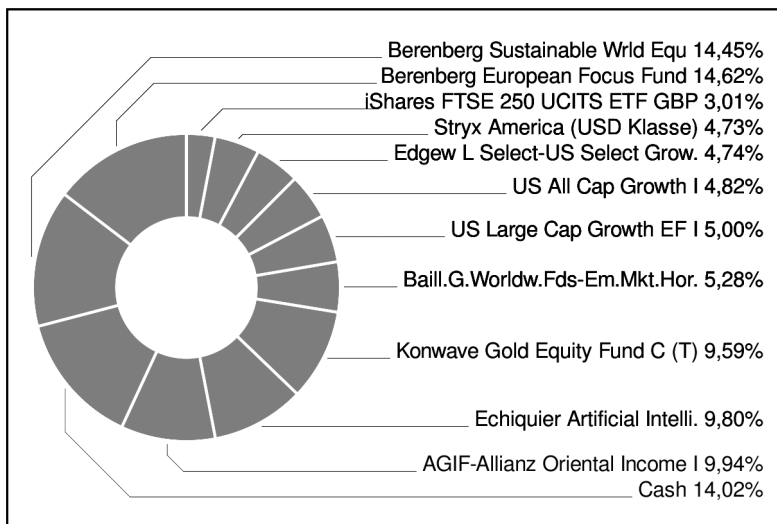 Berenberg Sustainable Wrld Equ 14,45%
Berenberg European Focus Fund 14,62%
iShares FTSE 250 UCITS ETF GBP 3,01%
Stryx America (USD Klasse) 4,73%
Edgew L Select-US Select Grow. 4,74%
US All Cap Growth I 4,82%
US Large Cap Growth EF I 5,00%
Baill.G.Worldw.Fds-Em.Mkt.Hor. 5,28%
Konwave Gold Equity Fund C (T) 9,59%
Echiquier Artificial Intelli. 9,80%
AGIF-Allianz Oriental Income I 9,94%
Cash 14,02%